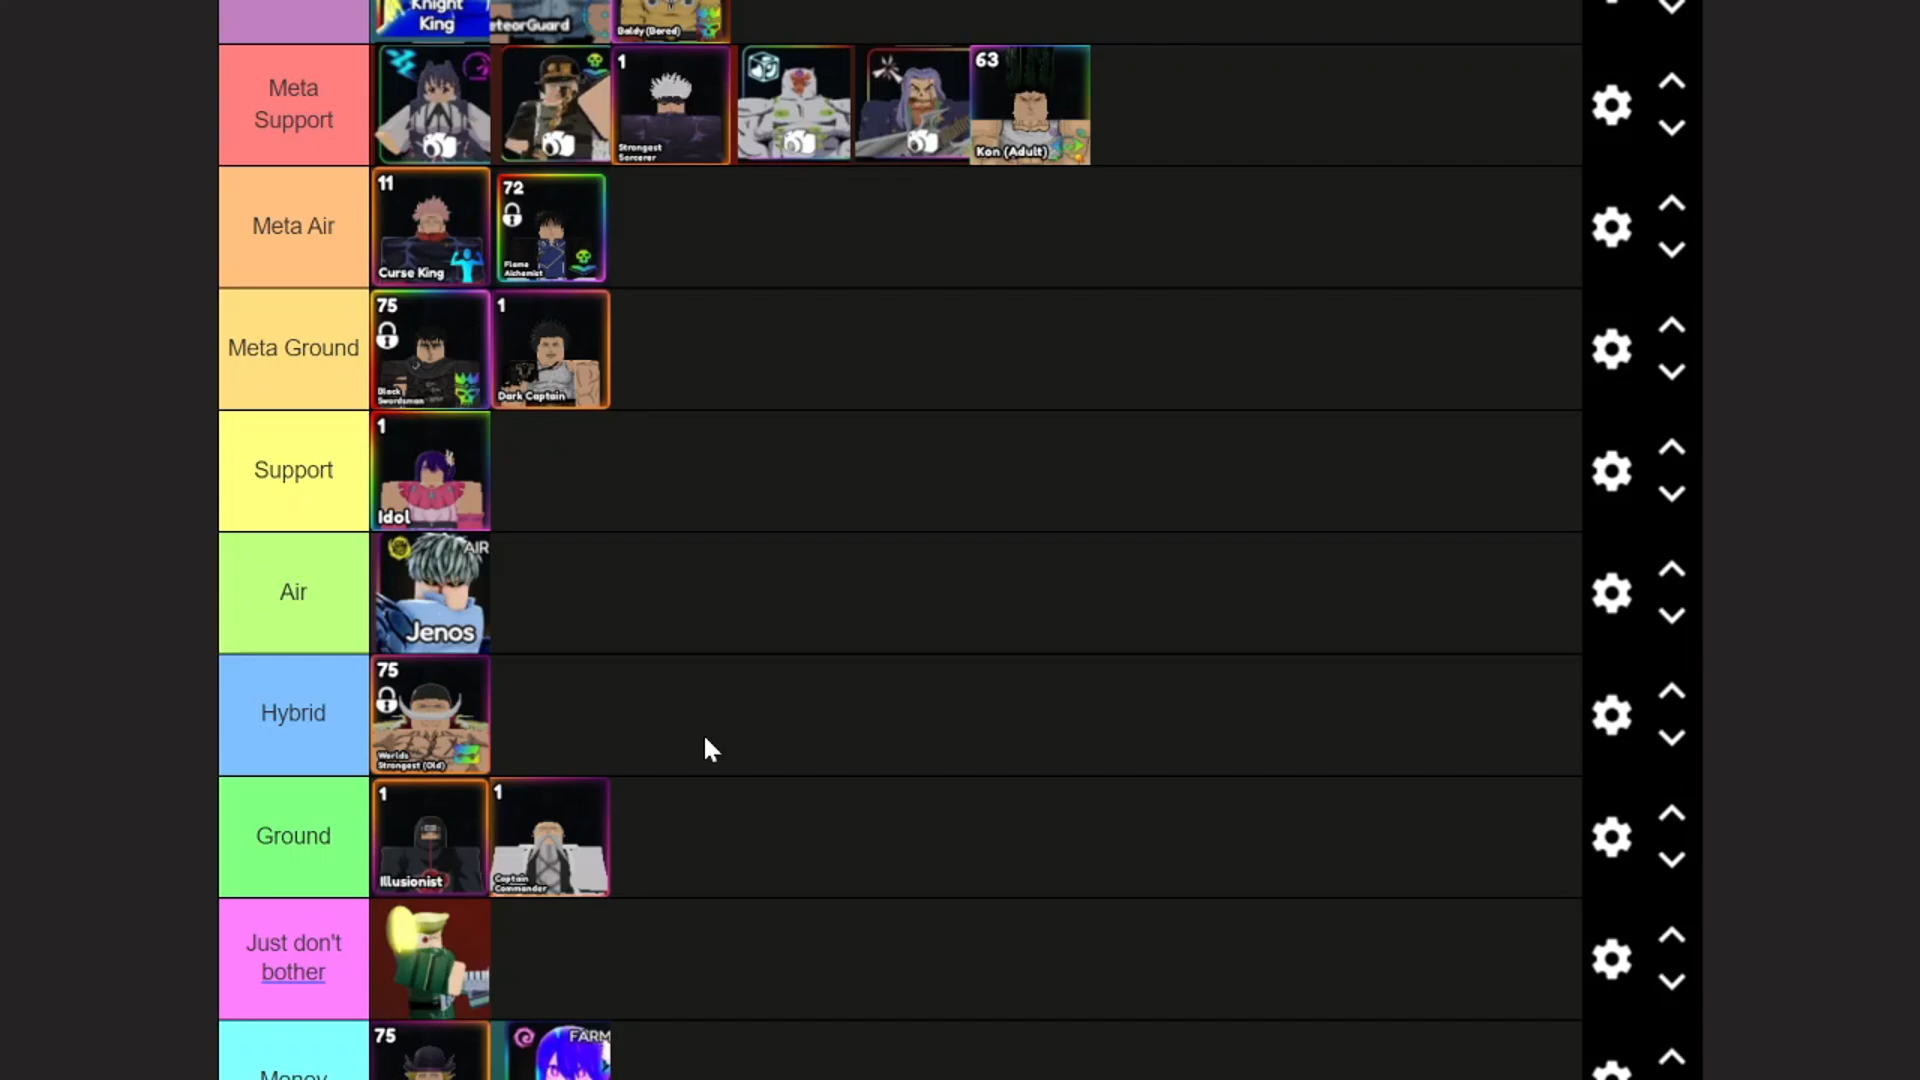 Knight
King
eteorGuard
Baldy (Bored)
Meta
Support
1
Strongest
Sorcerer
63
Kon (Adult)
Meta Air
11
Curse King
72
Flame
Alchemist
Meta Ground
75
Black
Swordsman
1
Dark Captain
Support
1
Idol
Air
AIR
Jenos
Hybrid
75
Worlds
Strongest (Old)
Ground
1
Illusionist
1
Captain
Commander
Just don't
bother
Money
75
FARM